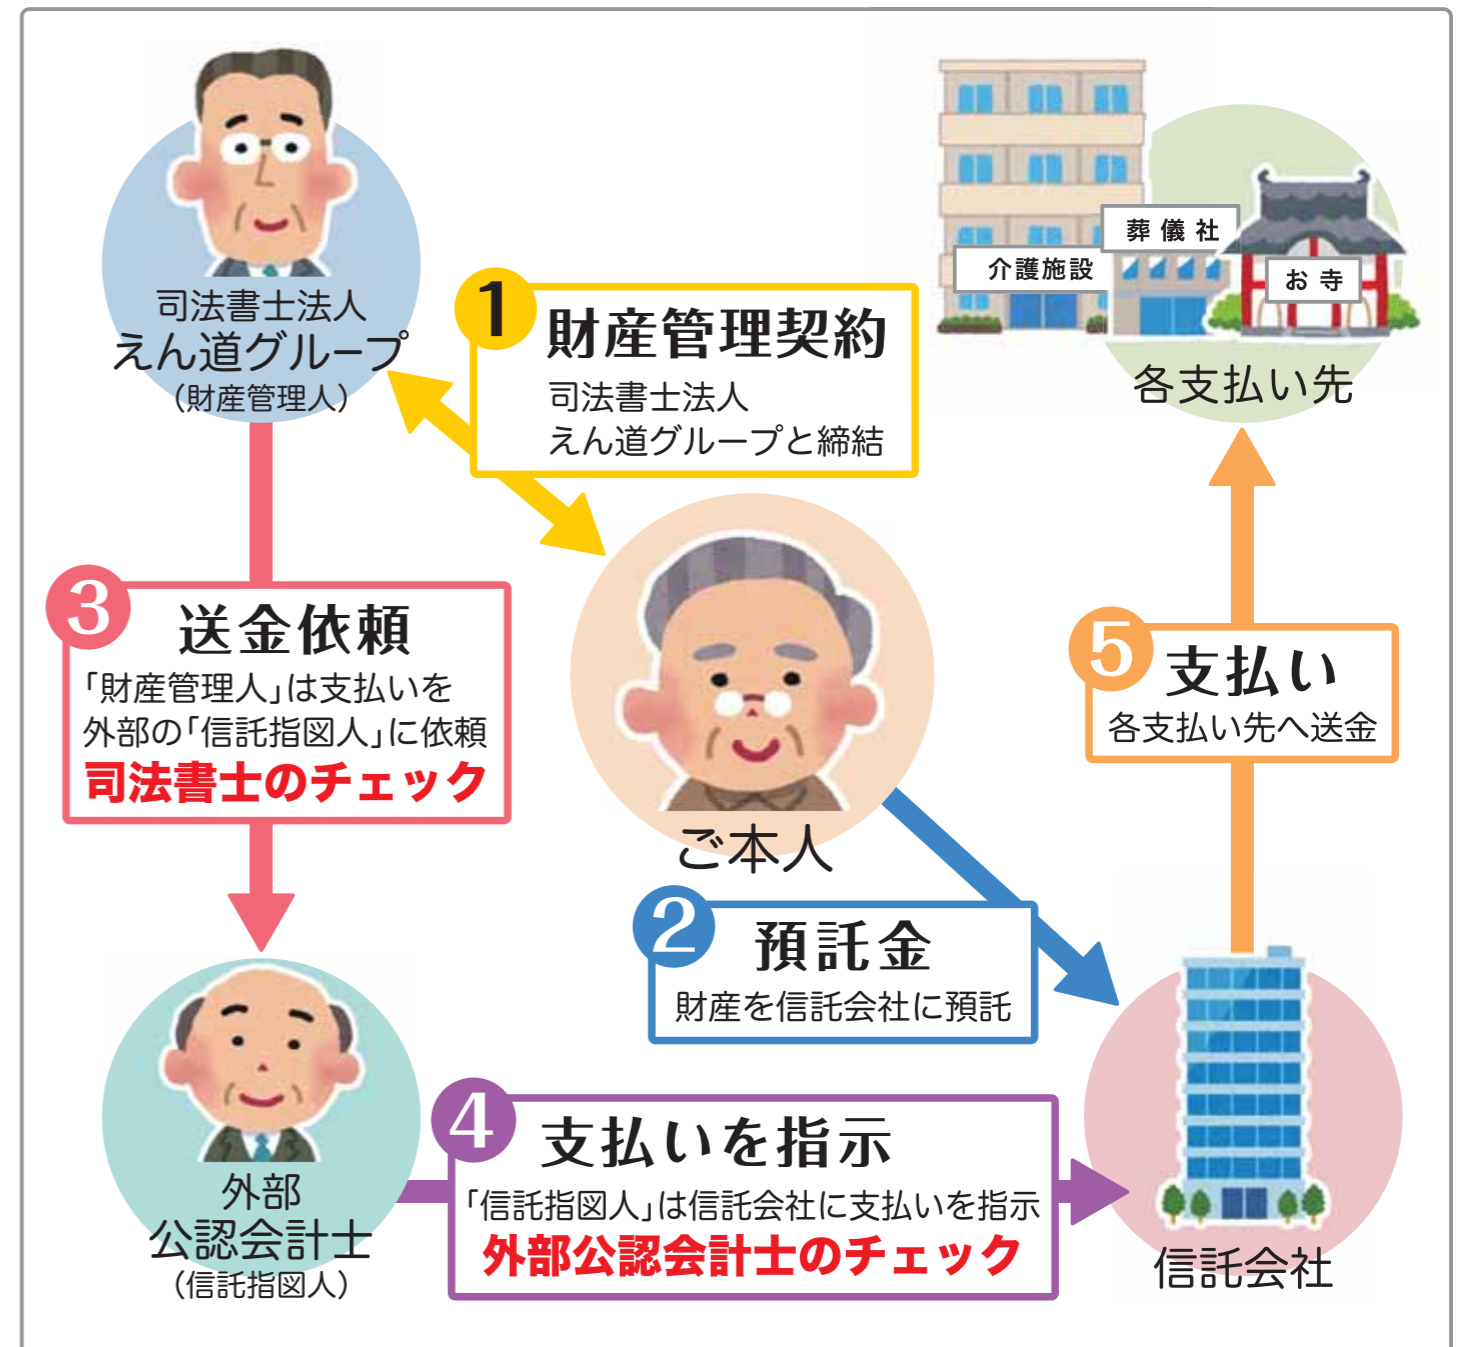 司法書士法人
えん道グループ
（財産管理人）
1 財産管理契約
司法書士法人
えん道グループと締結
介護施設
葬儀社
お寺
各支払い先
3 送金依頼
「財産管理人」は支払いを
外部の「信託指図人」に依頼
司法書士のチェック
ご本人
5 支払い
各支払い先へ送金
2 預託金
財産を信託会社に預託
外部
公認会計士
（信託指図人）
4 支払いを指示
「信託指図人」は信託会社に支払いを指示
外部公認会計士のチェック
信託会社